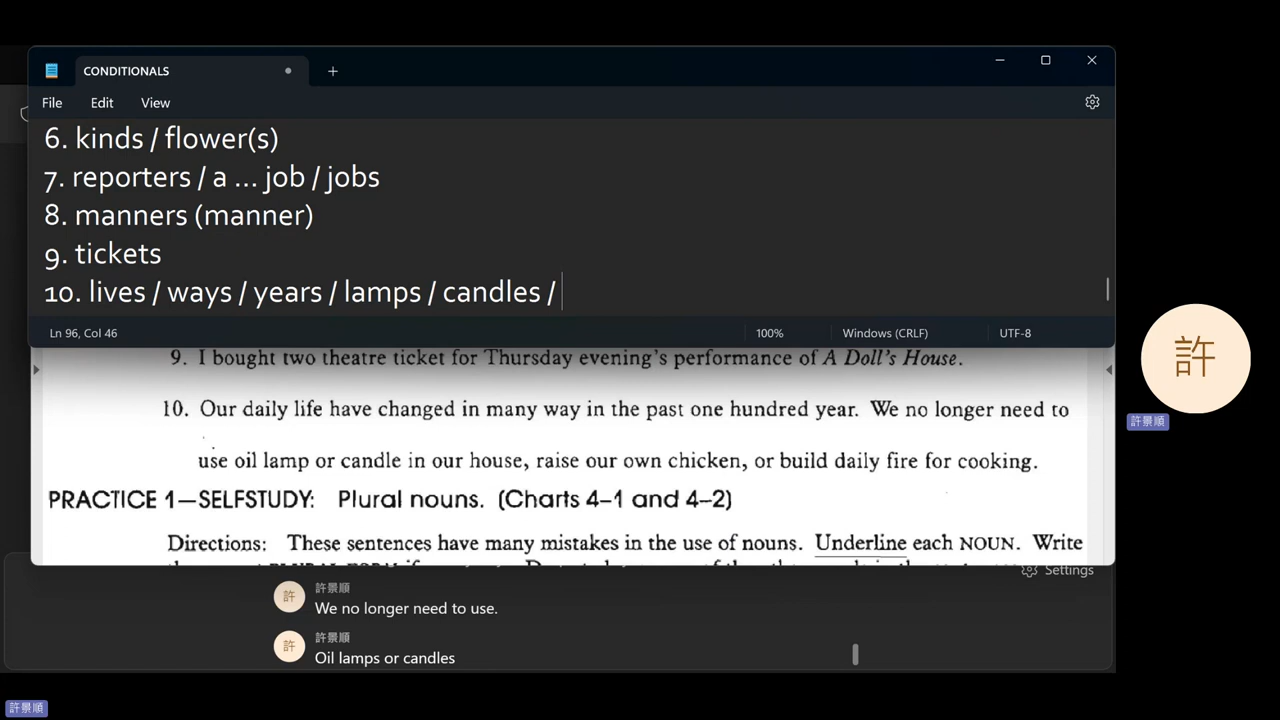 CONDITIONALS
File Edit View
6. kinds / flower(s)
7. reporters / a ... job / jobs
8. manners (manner)
9. tickets
10. lives / ways / years / lamps / candles /
Ln 96, Col 46 100% Windows (CRLF) UTF-8
9. I bought two theatre ticket for Thursday evening's performance of A Doll's House.
10. Our daily life have changed in many way in the past one hundred year. We no longer need to
use oil lamp or candle in our house, raise our own chicken, or build daily fire for cooking.
PRACTICE 1—SELFSTUDY: Plural nouns. (Charts 4–1 and 4–2)
Directions: These sentences have many mistakes in the use of nouns. Underline each NOUN. Write
Settings
許 許景順
We no longer need to use.
許 許景順
Oil lamps or candles
許
許景順
許景順